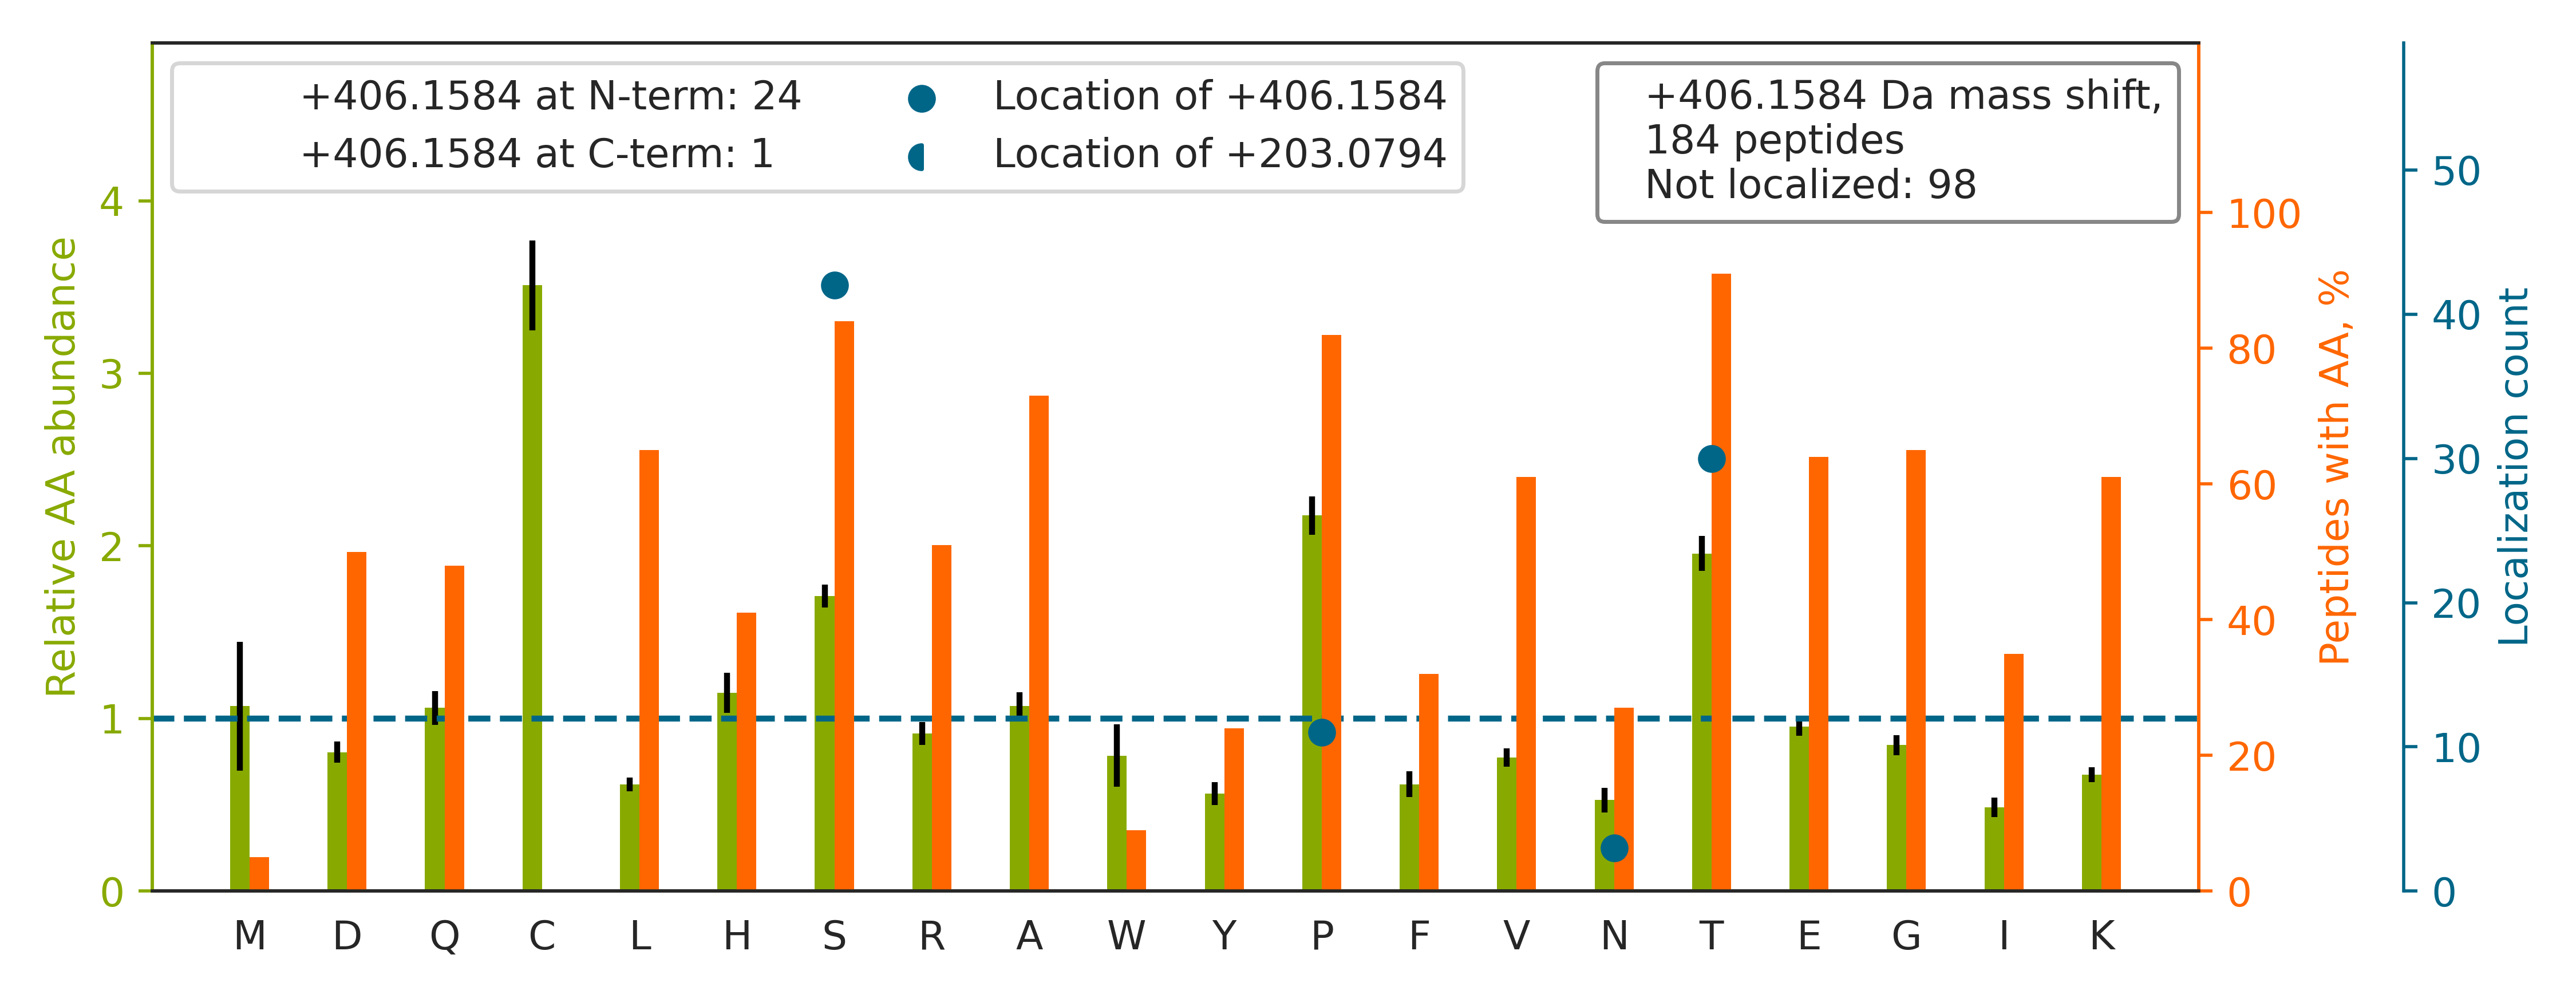 +406.1584 at N-term: 24
+406.1584 at C-term: 1
Location of +406.1584
Location of +203.0794
+406.1584 Da mass shift,
184 peptides
Not localized: 98
Relative AA abundance
4
3
2
1
0
100
80
60
40
20
0
Peptides with AA, %
50
40
30
20
10
0
Localization count
M D Q C L H S R A W Y P F V N T E G I K